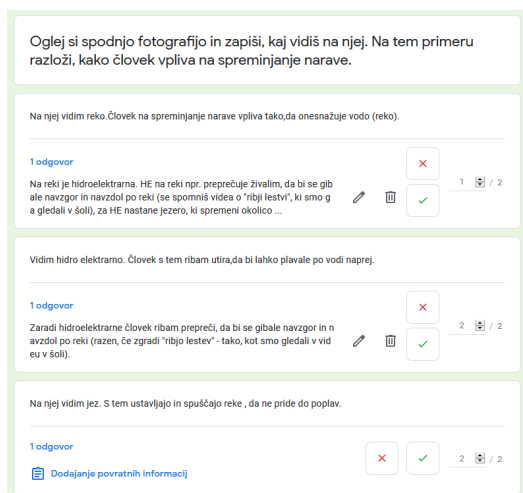 Oglej si spodnjo fotografijo in zapiši, kaj vidiš na njej. Na tem primeru
razloži, kako človek vpliva na spreminjanje narave.
Na njej vidim reko.Človek na spreminjanje narave vpliva tako,da onesnažuje vodo (reko).
1 odgovor
Na reki je hidroelektrarna. HE na reki npr. preprečuje živalim, da bi se gib
ale navzgor in navzdol po reki (se spomniš videa o "ribji lestvi", ki smo g
a gledali v šoli), za HE nastane jezero, ki spremeni okolico ...
1 / 2
Vidim hidro elektrarno. Človek s tem ribam utira,da bi lahko plavale po vodi
naprej.
1 odgovor
Zaradi hidroelektrarne človek ribam prepreči, da bi se gibale navzgor in n
avzdol po reki (razen, če zgradi "ribjo lestev" - tako, kot smo gledali v vid
eu v šoli).
2 / 2
Na njej vidim jez. S tem ustavljajo in spuščajo reke , da ne pride do poplav.
1 odgovor
2 / 2
Dodajanje povratnih informacij